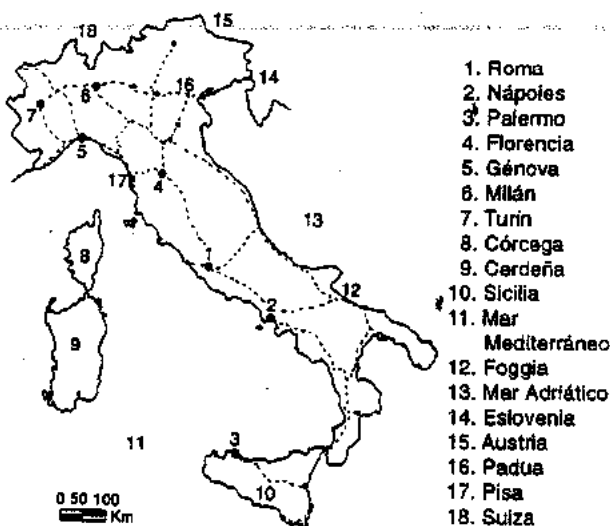 18
15
14
16
6
7
5
17
4
13
8
1
12
2
9
11
3
10
0 50 100
Km
1. Roma
2. Nápoles
3. Palermo
4. Florencia
5. Génova
6. Milán
7. Turín
8. Córcega
9. Cerdeña
10. Sicilia
11. Mar
Mediterráneo
12. Foggia
13. Mar Adriático
14. Eslovenia
15. Austria
16. Padua
17. Pisa
18. Suiza